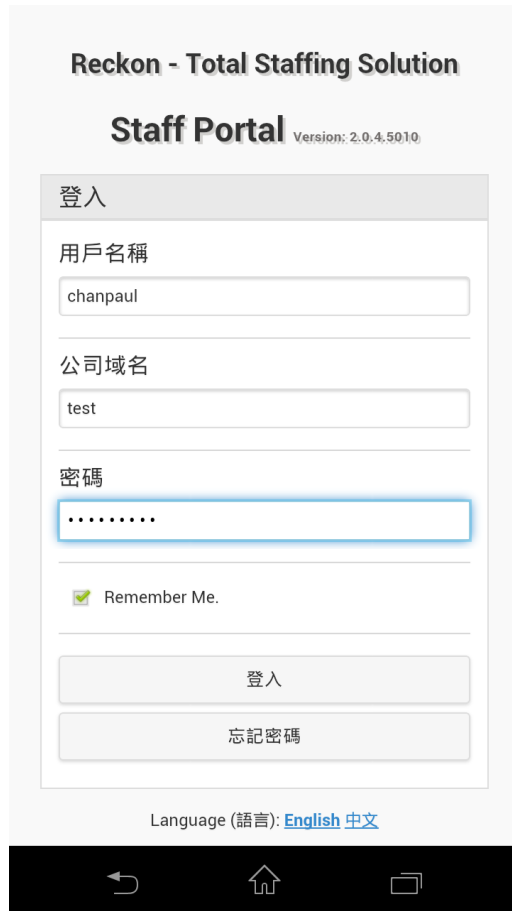 Reckon - Total Staffing Solution
Staff Portal Version: 2.0.4.5010
登入
用戶名稱
chanpaul
公司域名
test
密碼
•••••••••
Remember Me.
登入
忘記密碼
Language (語言): English 中文